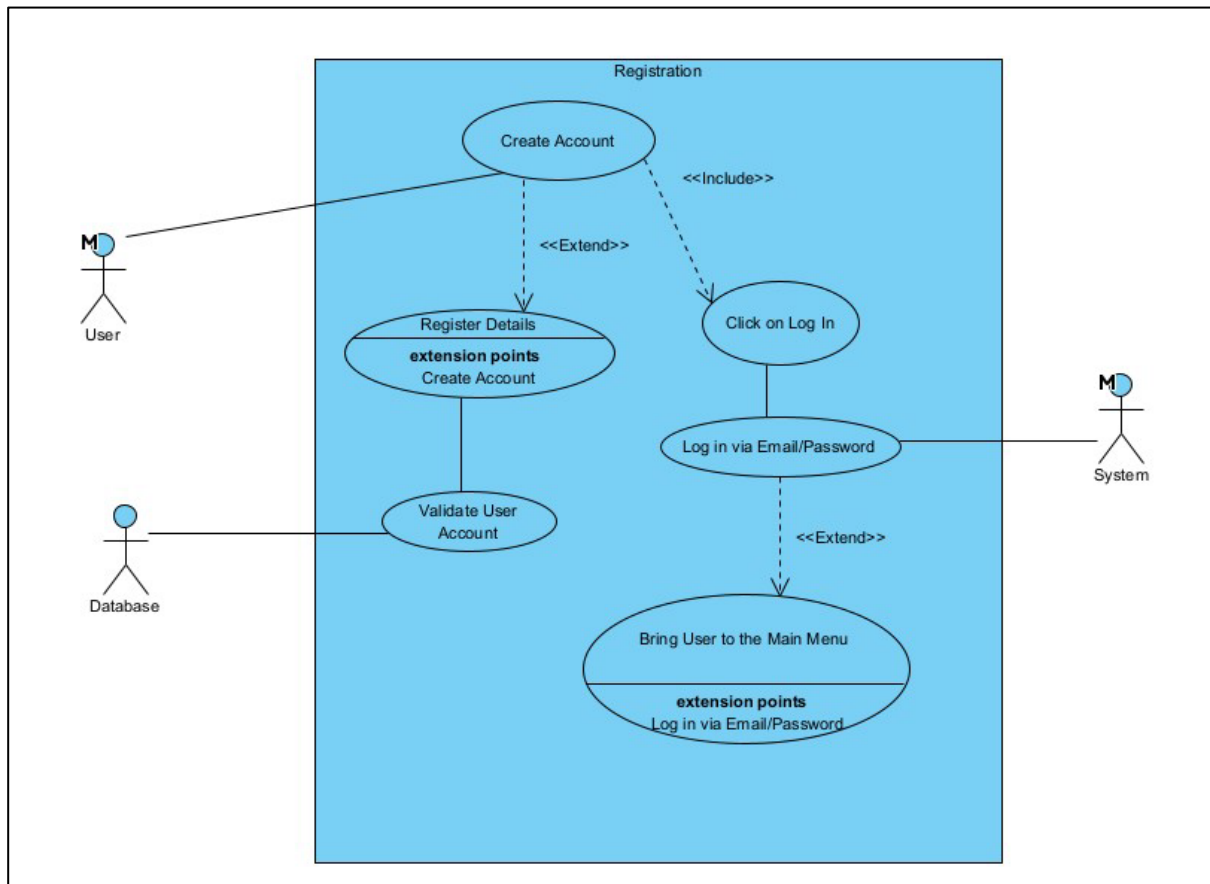 Registration
Create Account
<<Include>>
<<Extend>>
M
User
Register Details
extension points
Create Account
Click on Log In
M
System
Log in via Email/Password
Validate User
Account
Database
<<Extend>>
Bring User to the Main Menu
extension points
Log in via Email/Password